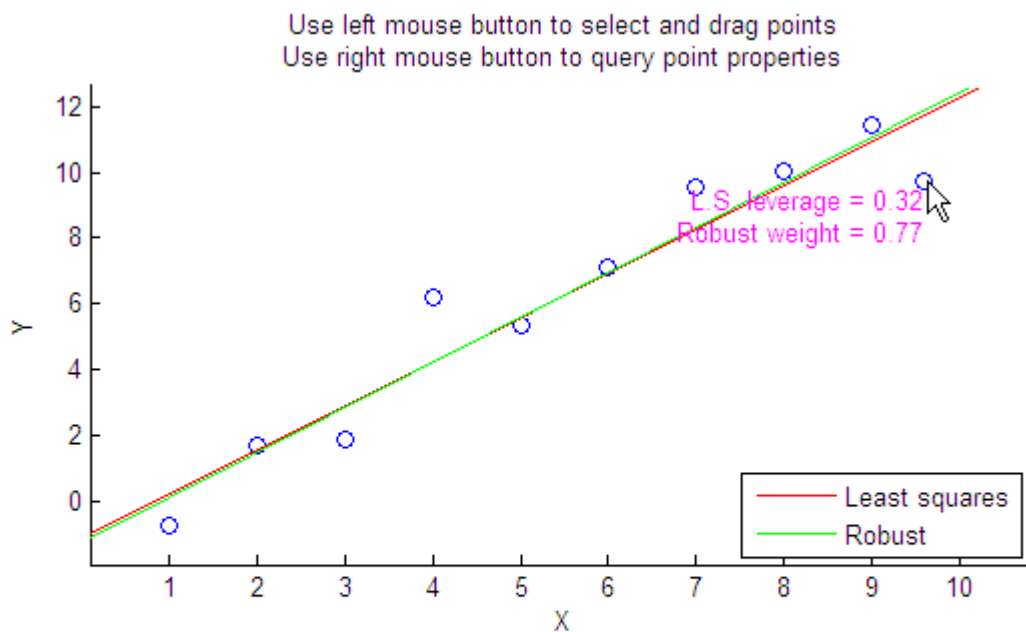 Use left mouse button to select and drag points
Use right mouse button to query point properties
12
10
8
6
4
2
0
Y
L.S. leverage = 0.32
Robust weight = 0.77
Least squares
Robust
1 2 3 4 5 6 7 8 9 10
X